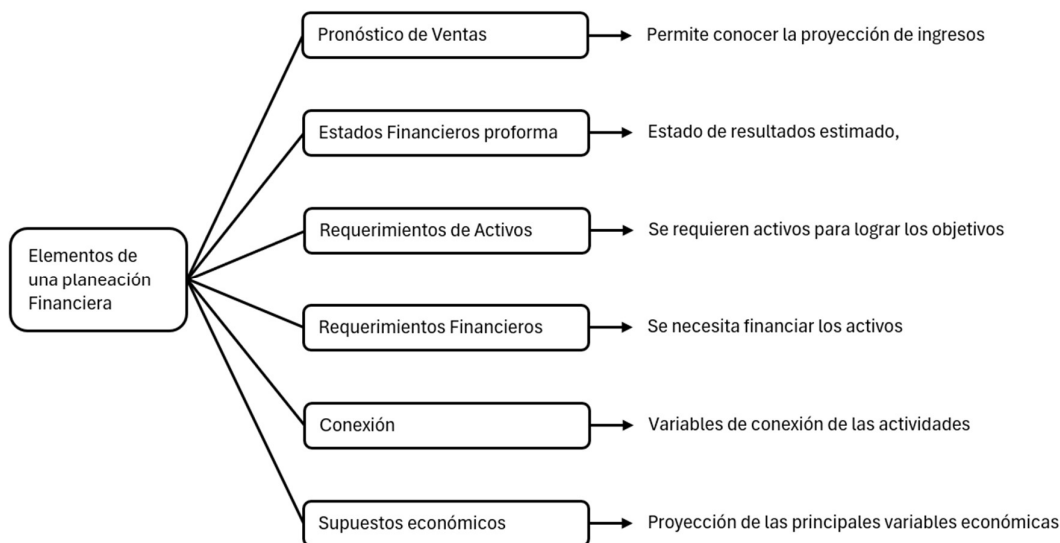 Pronóstico de Ventas
Permite conocer la proyección de ingresos
Estados Financieros proforma
Estado de resultados estimado,
Elementos de
una planeación
Financiera
Requerimientos de Activos
Se requieren activos para lograr los objetivos
Requerimientos Financieros
Se necesita financiar los activos
Conexión
Variables de conexión de las actividades
Supuestos económicos
Proyección de las principales variables económicas